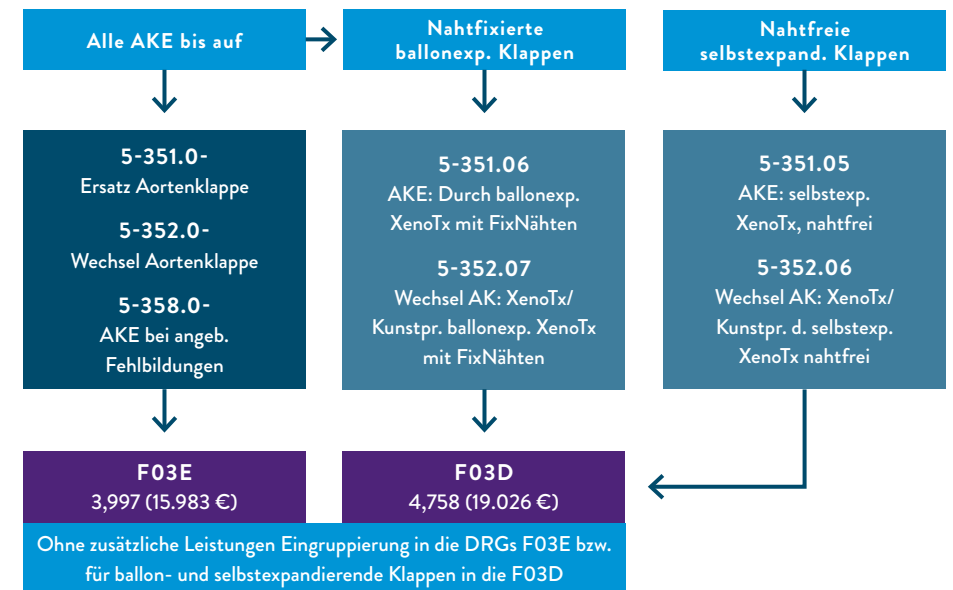 Alle AKE bis auf
Nahtfixierte
ballonexp. Klappen
Nahtfreie
selbstexpand. Klappen
5-351.0-
Ersatz Aortenklappe
5-352.0-
Wechsel Aortenklappe
5-358.0-
AKE bei angeb.
Fehlbildungen
5-351.06
AKE: Durch ballonexp.
XenoTx mit FixNähten
5-352.07
Wechsel AK: XenoTx/
Kunstpr. ballonexp. XenoTx
mit FixNähten
5-351.05
AKE: selbstexp.
XenoTx, nahtfrei
5-352.06
Wechsel AK: XenoTx/
Kunstpr. d. selbstexp.
XenoTx nahtfrei
F03E
3,997 (15.983 €)
F03D
4,758 (19.026 €)
Ohne zusätzliche Leistungen Eingruppierung in die DRGs F03E bzw.
für ballon- und selbstexpandierende Klappen in die F03D